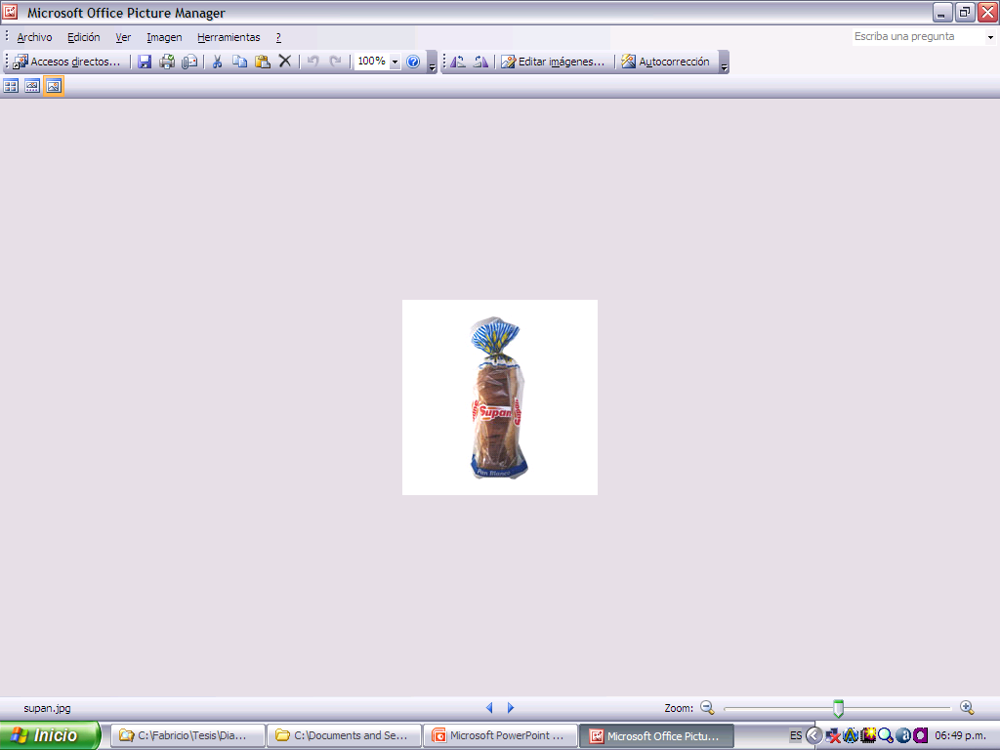 Microsoft Office Picture Manager
Archivo Edición Ver Imagen Herramientas ?
Escriba una pregunta
Accesos directos... 100% Editar imágenes... Autocorrección
Supan
Pan Blanco
supan.jpg
Zoom:
Inicio C:\Fabricio\Tesis\Dia... C:\Documents and Se... Microsoft PowerPoint ... Microsoft Office Pictu... ES 06:49 p.m.